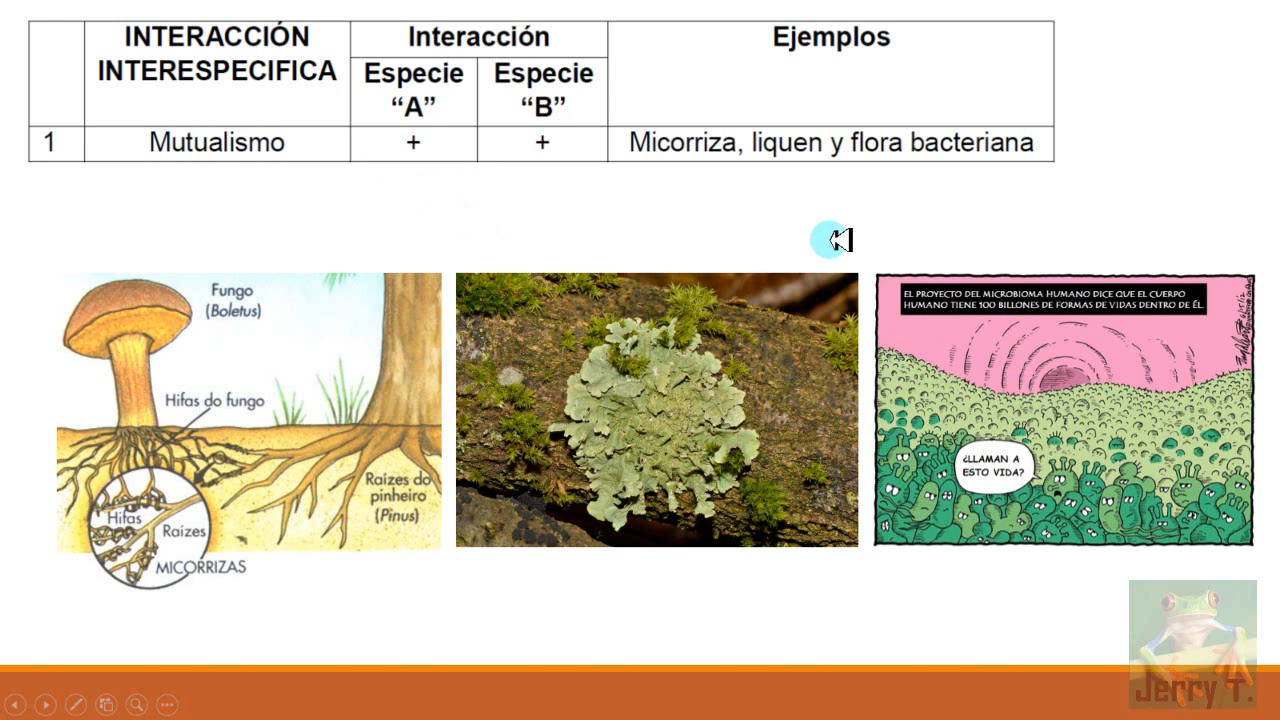 INTERACCIÓN
INTERESPECIFICA
Interacción
Ejemplos
Especie
“A”
Especie
“B”
1 Mutualismo + + Micorriza, liquen y flora bacteriana
Fungo
(Boletus)
Hifas do fungo
Raizes do
pinheiro
(Pinus)
Hifas
Raizes
MICORRIZAS
EL PROYECTO DEL MICROBIOMA HUMANO DICE QUE EL CUERPO
HUMANO TIENE 100 BILLONES DE FORMAS DE VIDAS DENTRO DE ÉL.
¿LLAMAN A
ESTO VIDA?
Jerry T.